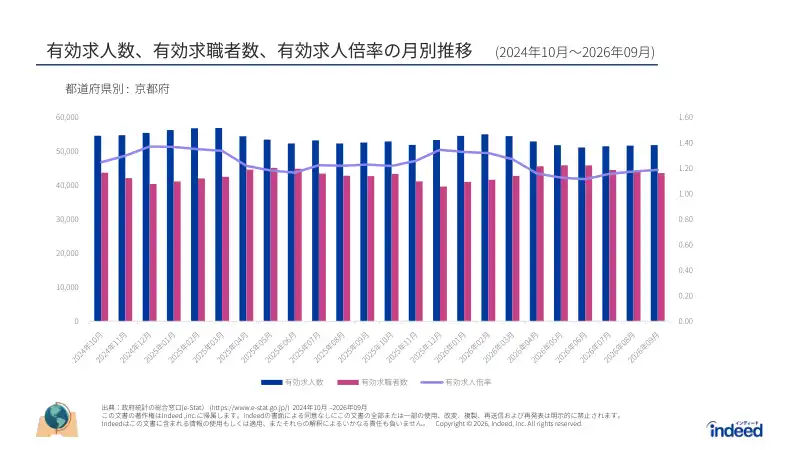 有効求人数、有効求職者数、有効求人倍率の月別推移 (2024年10月～2026年09月)
都道府県別 : 京都府
60,000
50,000
40,000
30,000
20,000
10,000
0
1.60
1.40
1.20
1.00
0.80
0.60
0.40
0.20
0.00
2024年10月
2024年11月
2024年12月
2025年01月
2025年02月
2025年03月
2025年04月
2025年05月
2025年06月
2025年07月
2025年08月
2025年09月
2025年10月
2025年11月
2025年12月
2026年01月
2026年02月
2026年03月
2026年04月
2026年05月
2026年06月
2026年07月
2026年08月
2026年09月
有効求人数 有効求職者数 有効求人倍率
出典：政府統計の総合窓口(e-Stat) (https://www.e-stat.go.jp/) 2024年10月 –2026年09月
この文書の著作権はIndeed ,inc.に帰属します。Indeedの書面による同意なしにこの文書の全部または一部の使用、改変、複製、再送信および再発表は明示的に禁止されます。
Indeedはこの文書に含まれる情報の使用もしくは適用、またそれらの解釈によるいかなる責任も負いません。 Copyright © 2026, Indeed, Inc. All rights reserved.
インディード
indeed